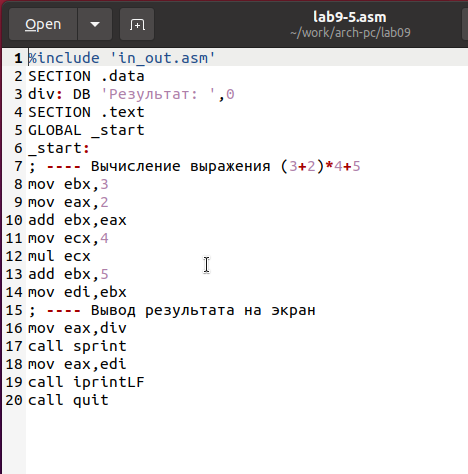 Open
lab9-5.asm
~/work/arch-pc/lab09
1 %include 'in_out.asm'
2 SECTION .data
3 div: DB 'Результат: ',0
4 SECTION .text
5 GLOBAL _start
6 _start:
7 ; ---- Вычисление выражения (3+2)*4+5
8 mov ebx,3
9 mov eax,2
10 add ebx,eax
11 mov ecx,4
12 mul ecx
13 add ebx,5
14 mov edi,ebx
15 ; ---- Вывод результата на экран
16 mov eax,div
17 call sprint
18 mov eax,edi
19 call iprintLF
20 call quit